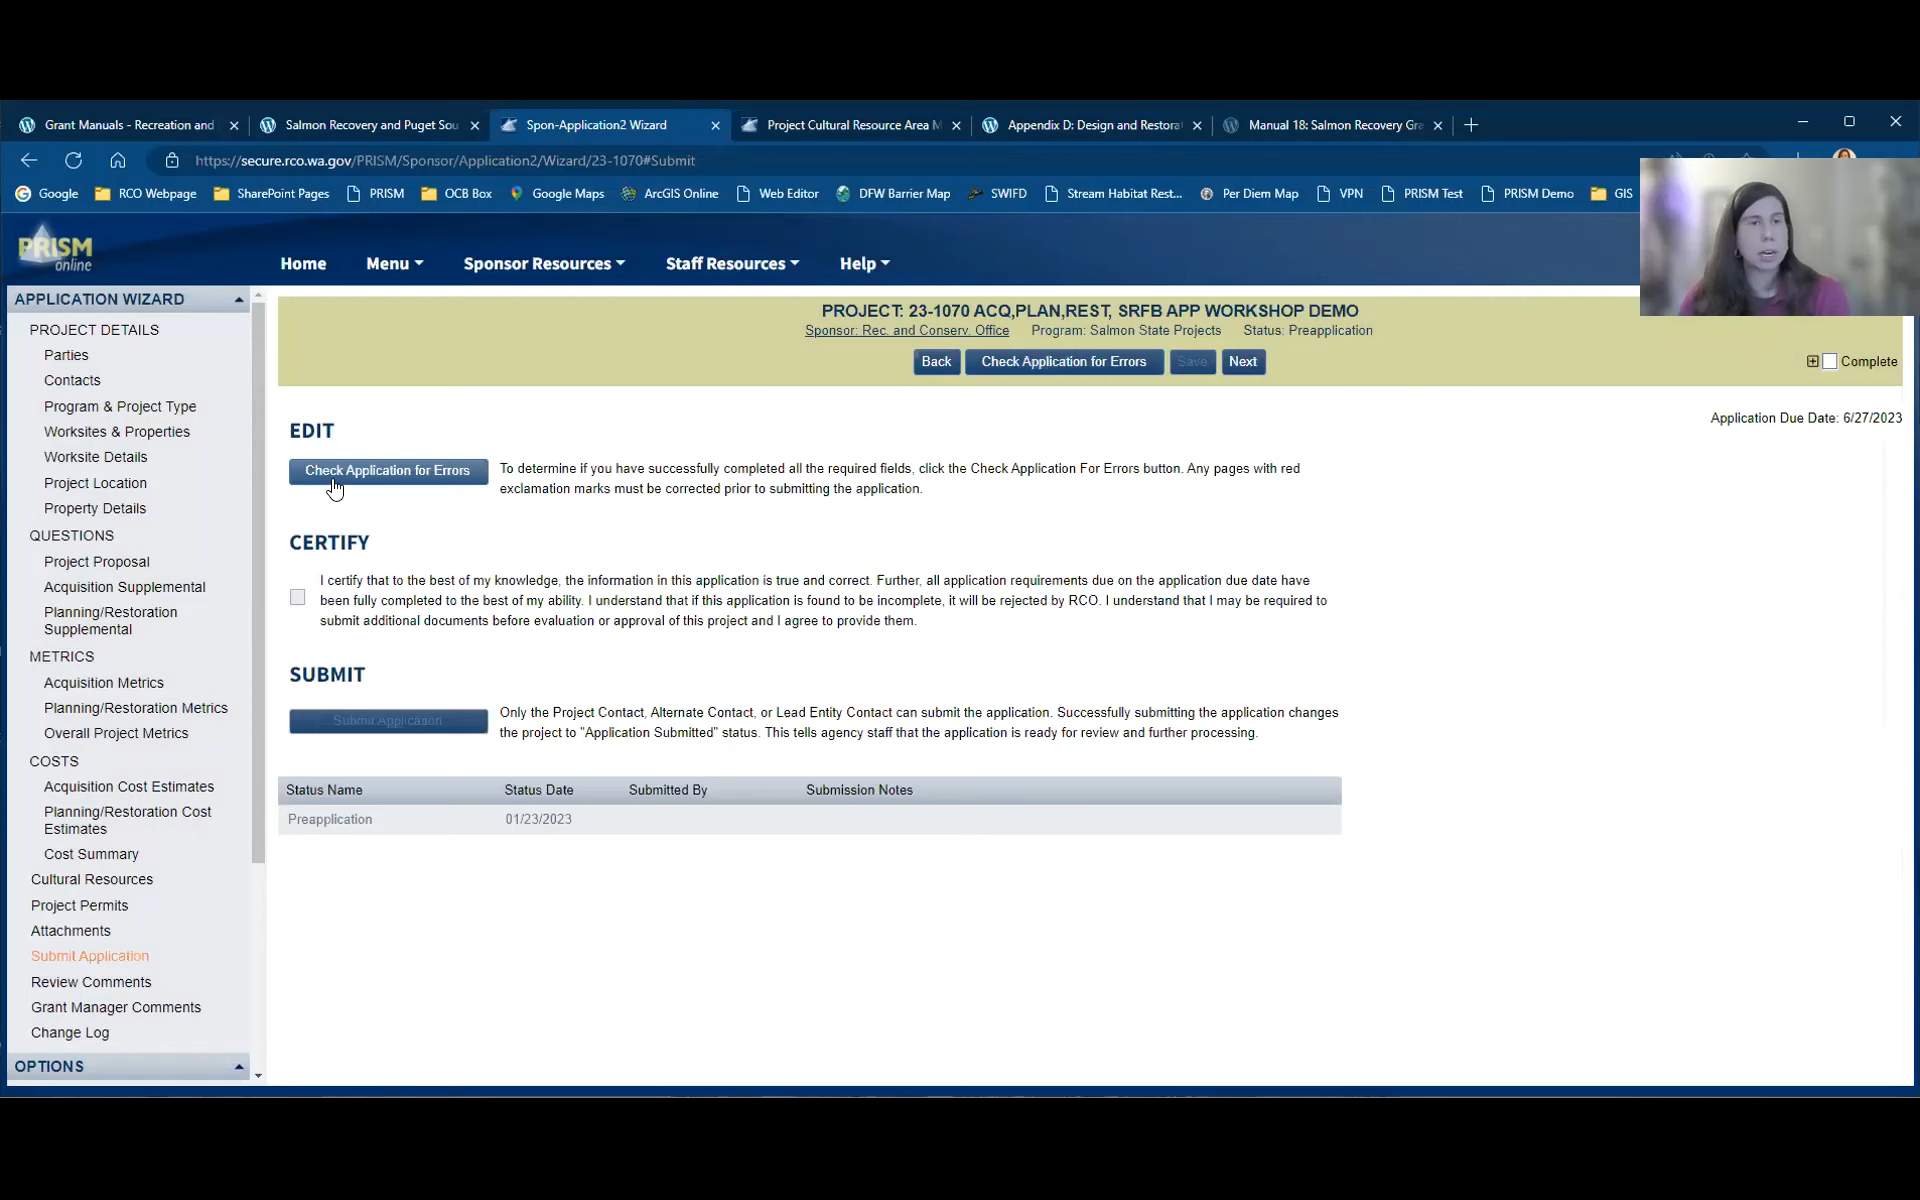 Grant Manuals - Recreation and
Salmon Recovery and Puget Sou
Spon-Application2 Wizard
Project Cultural Resource Area M
Appendix D: Design and Restorat
Manual 18: Salmon Recovery Gra
https://secure.rco.wa.gov/PRISM/Sponsor/Application2/Wizard/23-1070#Submit
Google RCO Webpage SharePoint Pages PRISM OCB Box Google Maps ArcGIS Online Web Editor DFW Barrier Map SWIFD Stream Habitat Rest... Per Diem Map VPN PRISM Test PRISM Demo GIS
PRISM
online
Home Menu Sponsor Resources Staff Resources Help
APPLICATION WIZARD
PROJECT DETAILS
Parties
Contacts
Program & Project Type
Worksites & Properties
Worksite Details
Project Location
Property Details
QUESTIONS
Project Proposal
Acquisition Supplemental
Planning/Restoration
Supplemental
METRICS
Acquisition Metrics
Planning/Restoration Metrics
Overall Project Metrics
COSTS
Acquisition Cost Estimates
Planning/Restoration Cost
Estimates
Cost Summary
Cultural Resources
Project Permits
Attachments
Submit Application
Review Comments
Grant Manager Comments
Change Log
OPTIONS
PROJECT: 23-1070 ACQ,PLAN,REST, SRFB APP WORKSHOP DEMO
Sponsor: Rec. and Conserv. Office Program: Salmon State Projects Status: Preapplication
Back Check Application for Errors Save Next
Complete
Application Due Date: 6/27/2023
EDIT
Check Application for Errors
To determine if you have successfully completed all the required fields, click the Check Application For Errors button. Any pages with red
exclamation marks must be corrected prior to submitting the application.
CERTIFY
I certify that to the best of my knowledge, the information in this application is true and correct. Further, all application requirements due on the application due date have
been fully completed to the best of my ability. I understand that if this application is found to be incomplete, it will be rejected by RCO. I understand that I may be required to
submit additional documents before evaluation or approval of this project and I agree to provide them.
SUBMIT
Submit Application
Only the Project Contact, Alternate Contact, or Lead Entity Contact can submit the application. Successfully submitting the application changes
the project to "Application Submitted" status. This tells agency staff that the application is ready for review and further processing.
Status Name Status Date Submitted By Submission Notes
Preapplication 01/23/2023